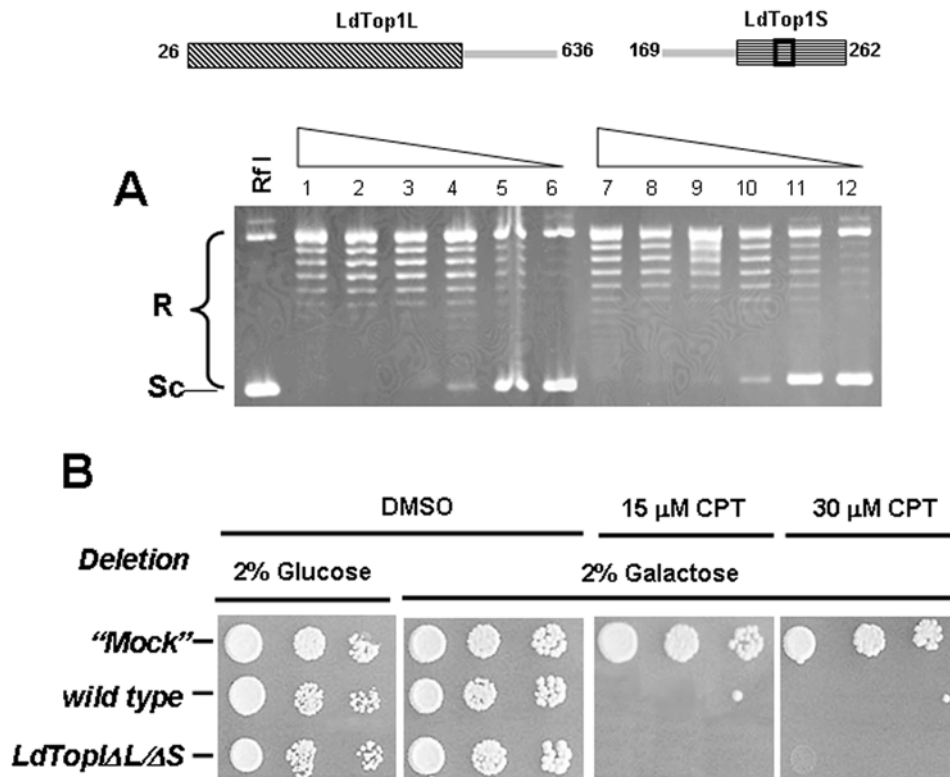 LdTop1L LdTop1S
26 636 169 262
A
Rf I 1 2 3 4 5 6 7 8 9 10 11 12
R
Sc
B
DMSO 15 μM CPT 30 μM CPT
Deletion
2% Glucose 2% Galactose
“Mock”
wild type
LdTopIΔL/ΔS